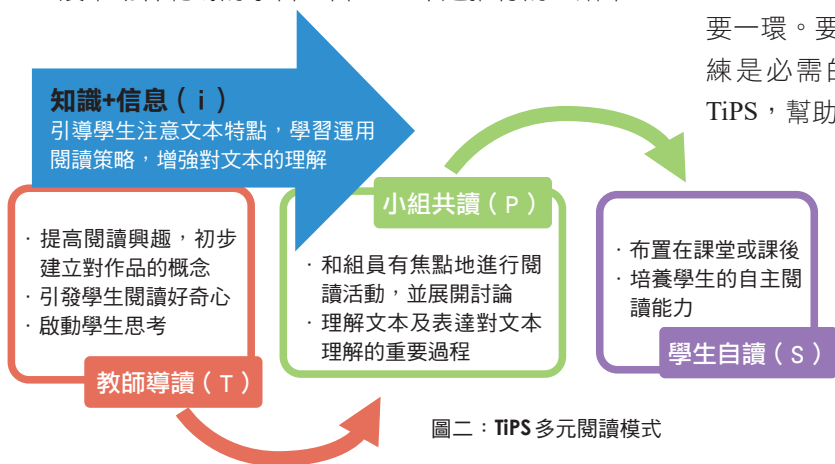 要一環。要
練是必需的
TiPS，幫助
知識+信息（i）
引導學生注意文本特點，學習運用
閱讀策略，增強對文本的理解
· 提高閱讀興趣，初步
建立對作品的概念
· 引發學生閱讀好奇心
· 啟動學生思考
教師導讀（T）
小組共讀（P）
· 和組員有焦點地進行閱
讀活動，並展開討論
· 理解文本及表達對文本
理解的重要過程
· 布置在課堂或課後
· 培養學生的自主閱
讀能力
學生自讀（S）
圖二：TiPS 多元閱讀模式